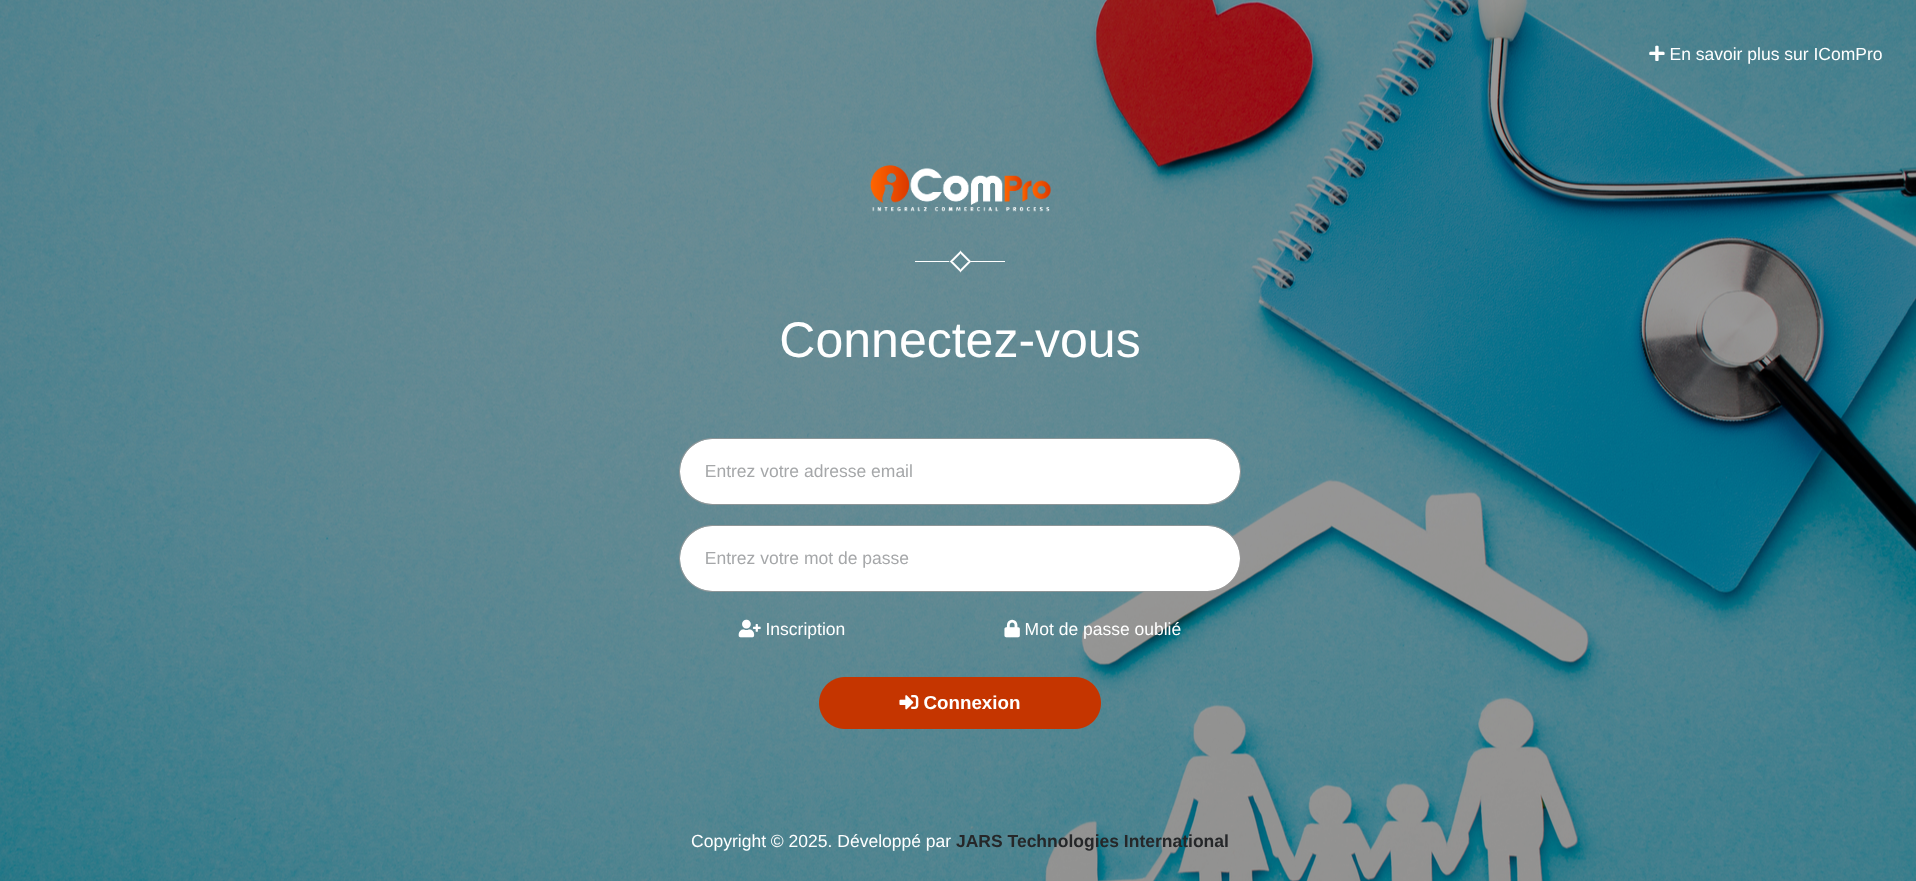 En savoir plus sur IComPro
iComPro
INTEGRALZ COMMERCIAL PROCESS
Connectez-vous
Entrez votre adresse email
Entrez votre mot de passe
Inscription
Mot de passe oublié
Connexion
Copyright © 2025. Développé par JARS Technologies International